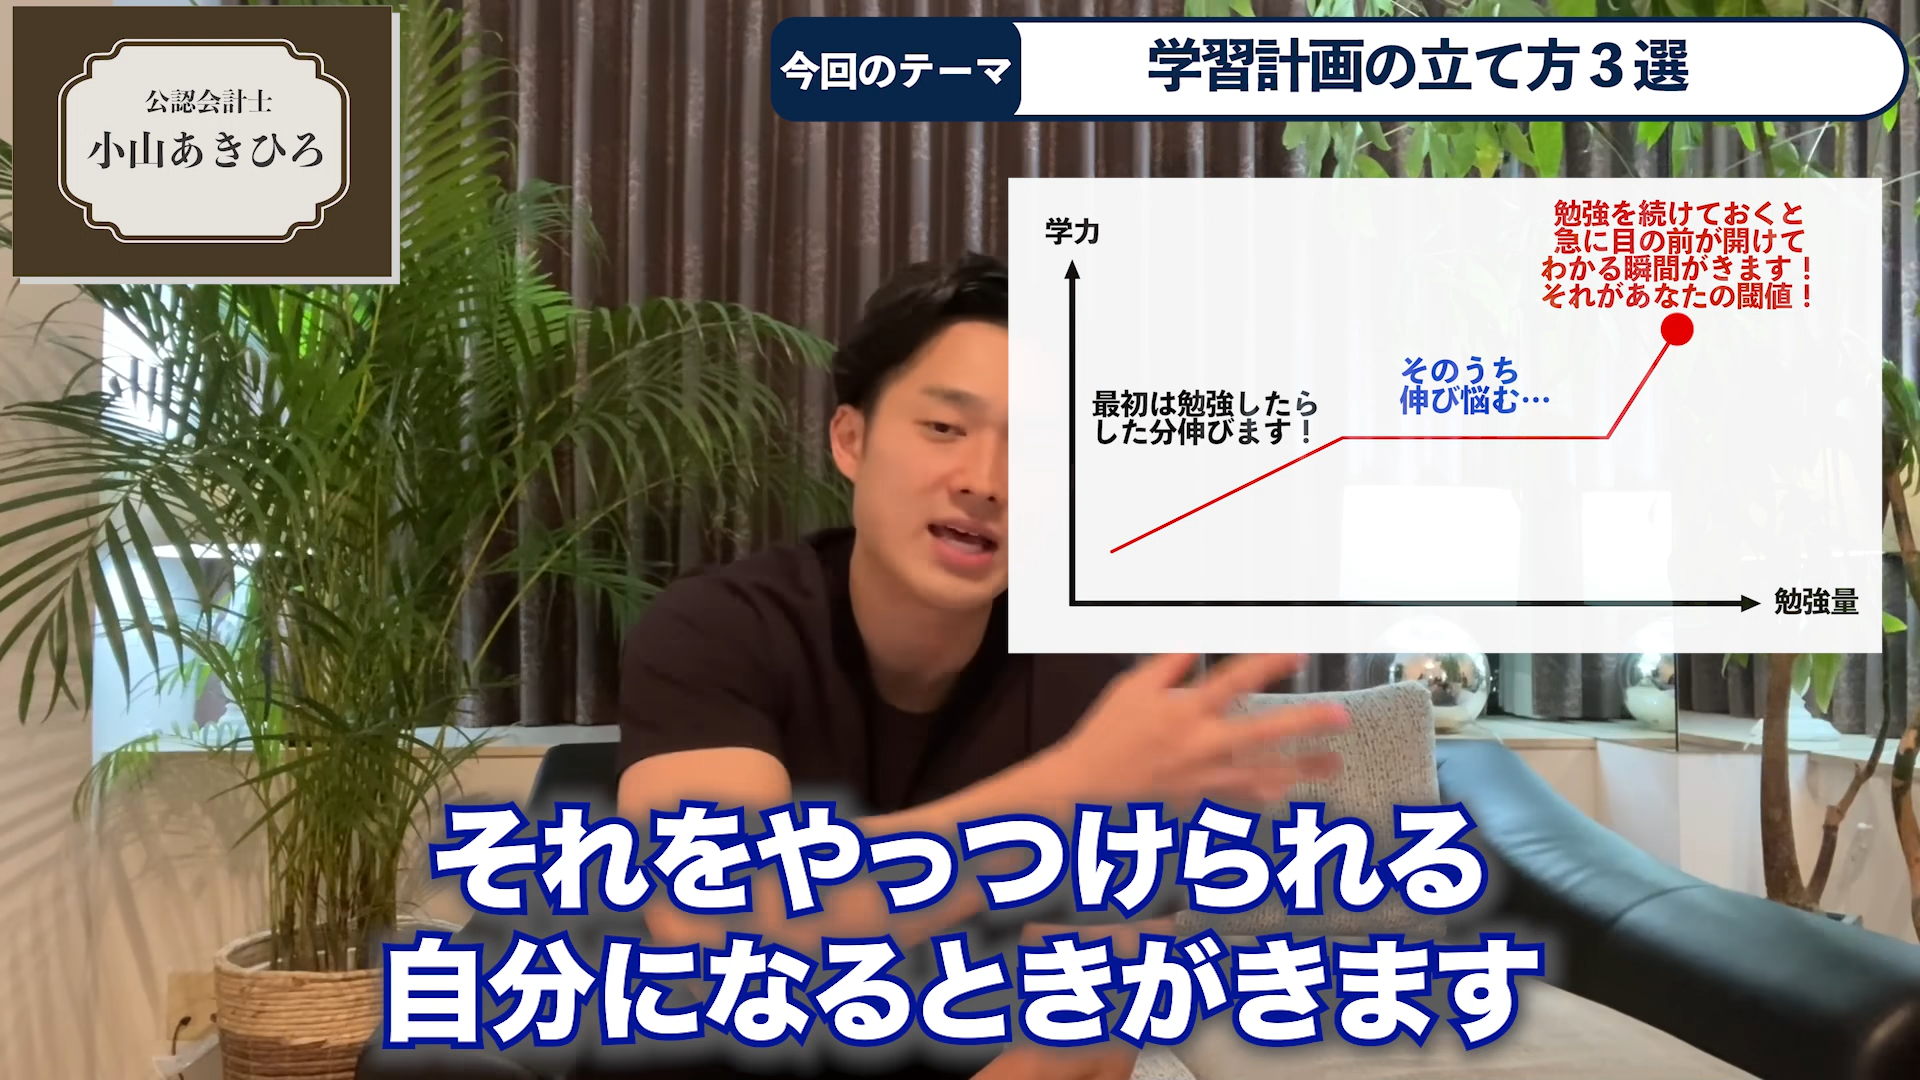 公認会計士
小山あきひろ
今回のテーマ
学習計画の立て方3選
学力
勉強を続けておくと
急に目の前が開けて
わかる瞬間がきます！
それがあなたの閾値！
そのうち
伸び悩む…
最初は勉強したら
した分伸びます！
勉強量
それをやっつけられる
自分になるときがきます